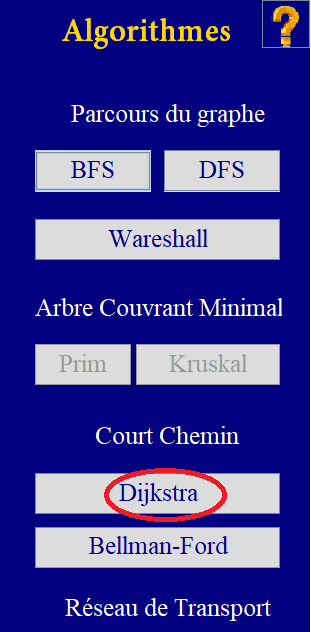 Algorithmes ?
Parcours du graphe
BFS DFS
Wareshall
Arbre Couvrant Minimal
Prim Kruskal
Court Chemin
Dijkstra
Bellman-Ford
Réseau de Transport